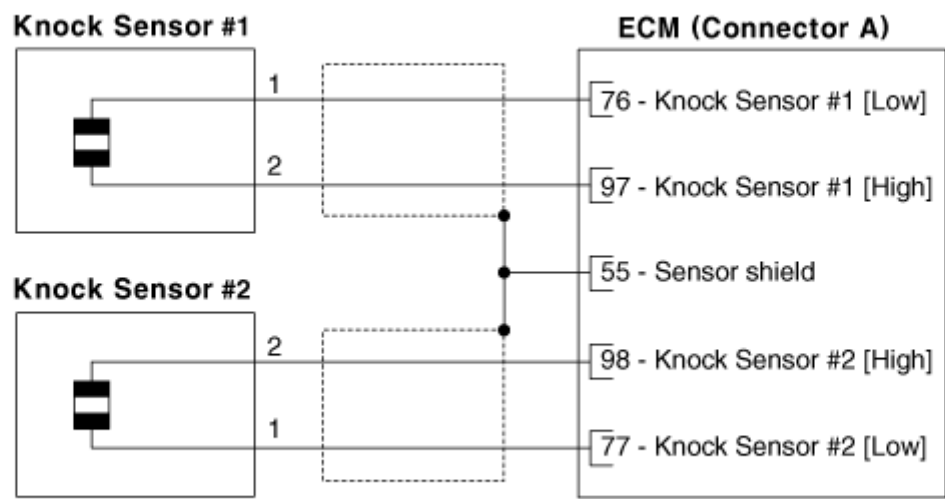 Knock Sensor #1
ECM (Connector A)
1
76 - Knock Sensor #1 [Low]
2
97 - Knock Sensor #1 [High]
55 - Sensor shield
Knock Sensor #2
2
98 - Knock Sensor #2 [High]
1
77 - Knock Sensor #2 [Low]